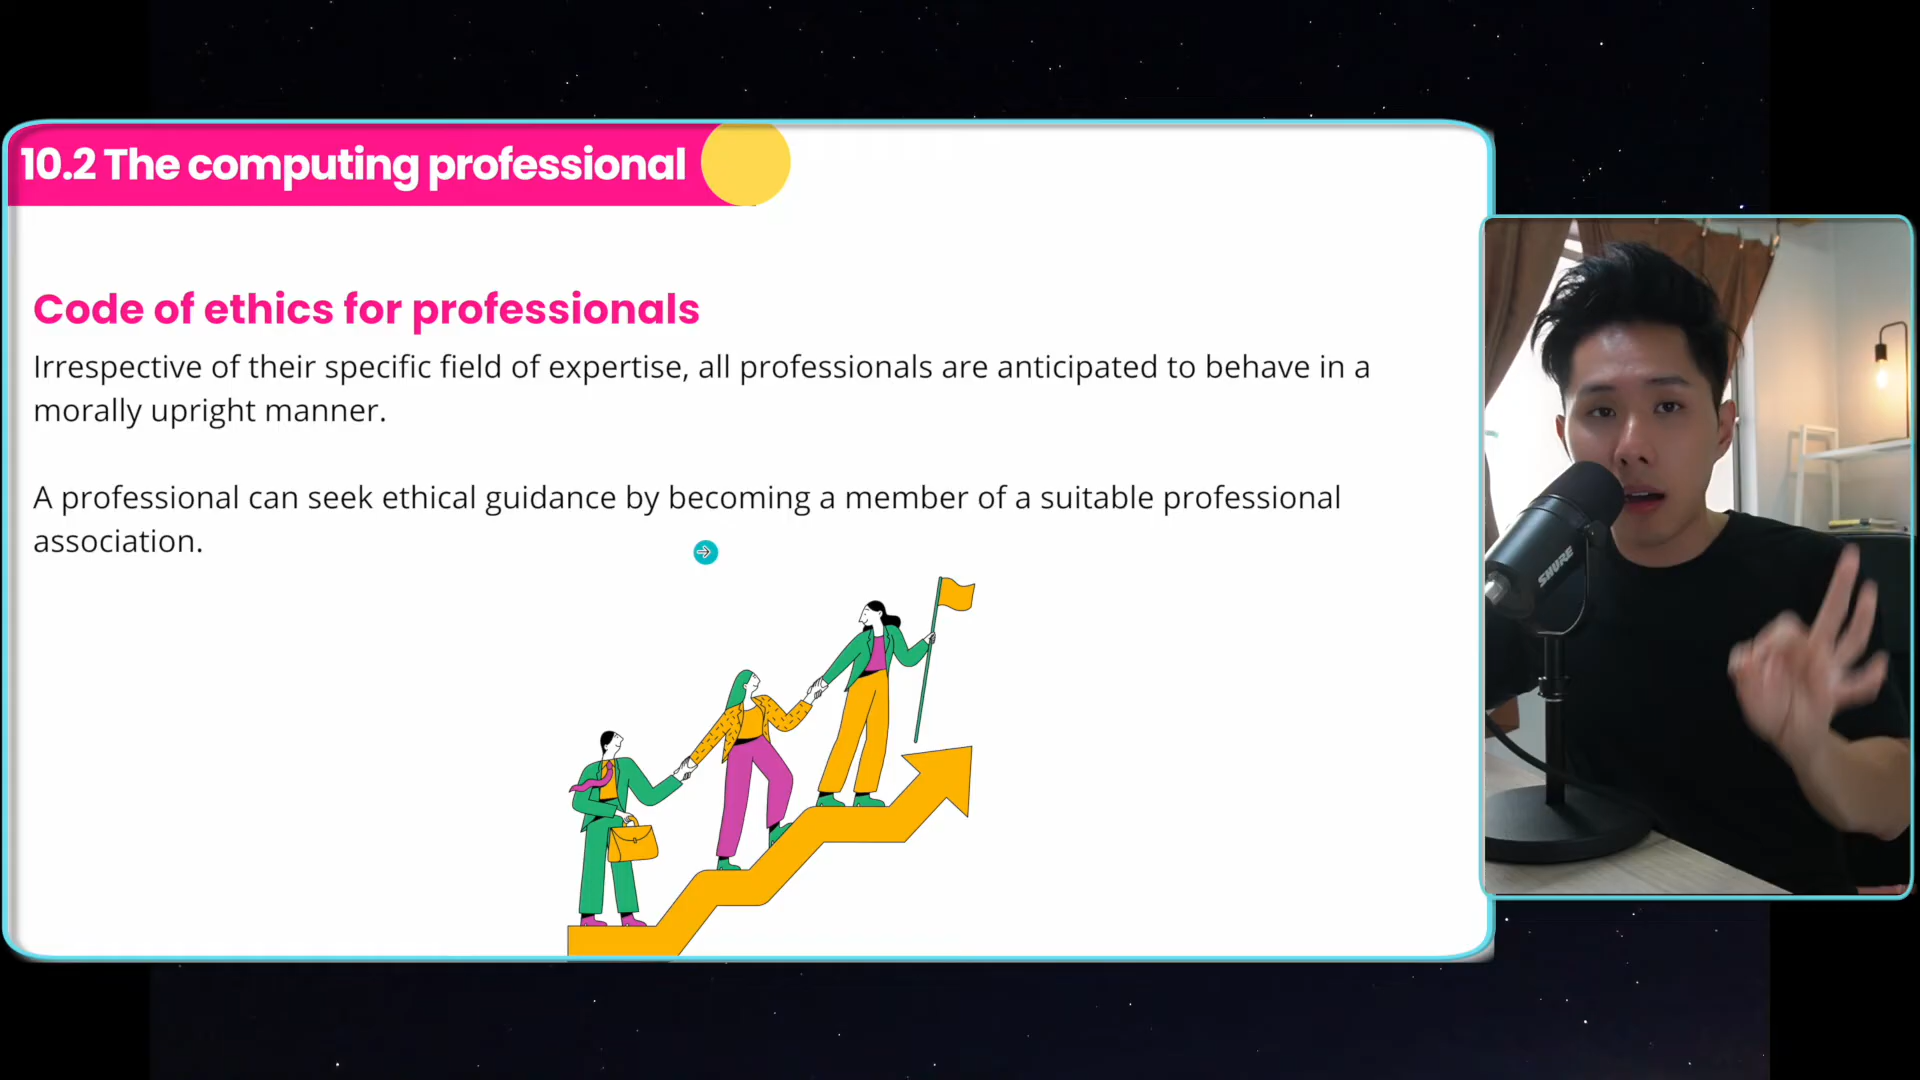 10.2 The computing professional
Code of ethics for professionals
Irrespective of their specific field of expertise, all professionals are anticipated to behave in a
morally upright manner.
A professional can seek ethical guidance by becoming a member of a suitable professional
association.
SHURE